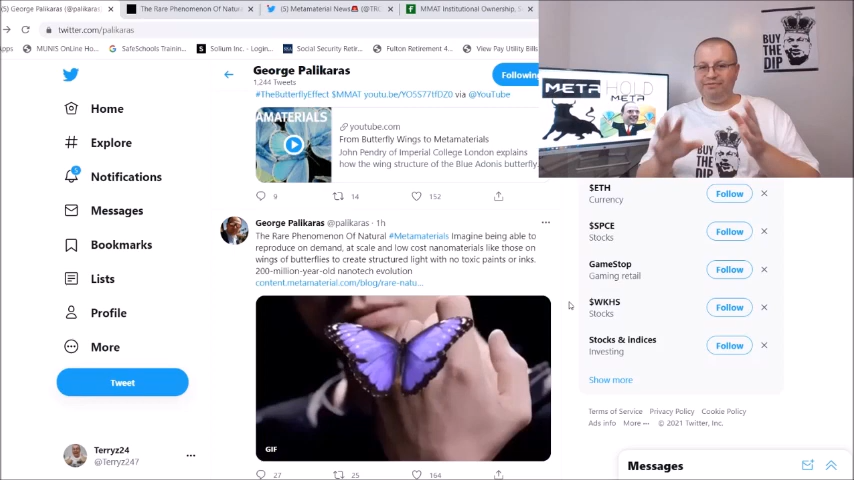 (5) George Palikaras (@palikaras)
The Rare Phenomenon Of Natural
(5) Metamaterial News
MMAT Institutional Ownership, S
twitter.com/palikaras
Apps
MUNIS OnLine Ho...
SafeSchools Trainin...
Solium Inc. - Login...
Social Security Retir...
Fulton Retirement 4...
View Pay Utility Bills
Home
Explore
5
Notifications
Messages
Bookmarks
Lists
Profile
More
Tweet
Terryz24
@Terryz247
George Palikaras
1,244 Tweets
Following
#TheButterflyEffect $MMAT youtu.be/YO5S77tfDZ0 via @YouTube
AMATERIALS
youtube.com
From Butterfly Wings to Metamaterials
John Pendry of Imperial College London explains
how the wing structure of the Blue Adonis butterfly
9
14
152
George Palikaras @palikaras · 1h
The Rare Phenomenon Of Natural #Metamaterials Imagine being able to
reproduce on demand, at scale and low cost nanomaterials like those on
wings of butterflies to create structured light with no toxic paints or inks.
200-million-year-old nanotech evolution
content.metamaterial.com/blog/rare-natu...
GIF
27
25
164
META
HOLD
META
BUY
THE
DIP
BUY
THE
DIP
$ETH
Currency
Follow
$SPCE
Stocks
Follow
GameStop
Gaming retail
Follow
$WKHS
Stocks
Follow
Stocks & indices
Investing
Follow
Show more
Terms of Service Privacy Policy Cookie Policy
Ads info More ··· © 2021 Twitter, Inc.
Messages